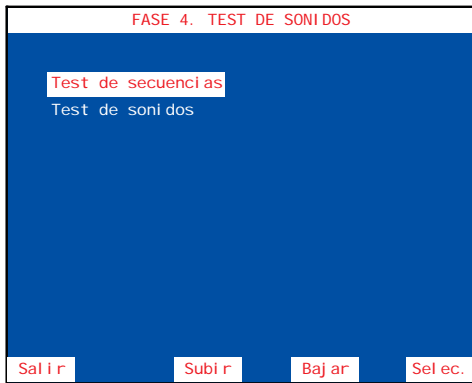 FASE 4. TEST DE SONIDOS
Test de secuencias
Test de sonidos
Salir Subir Bajar Selec.